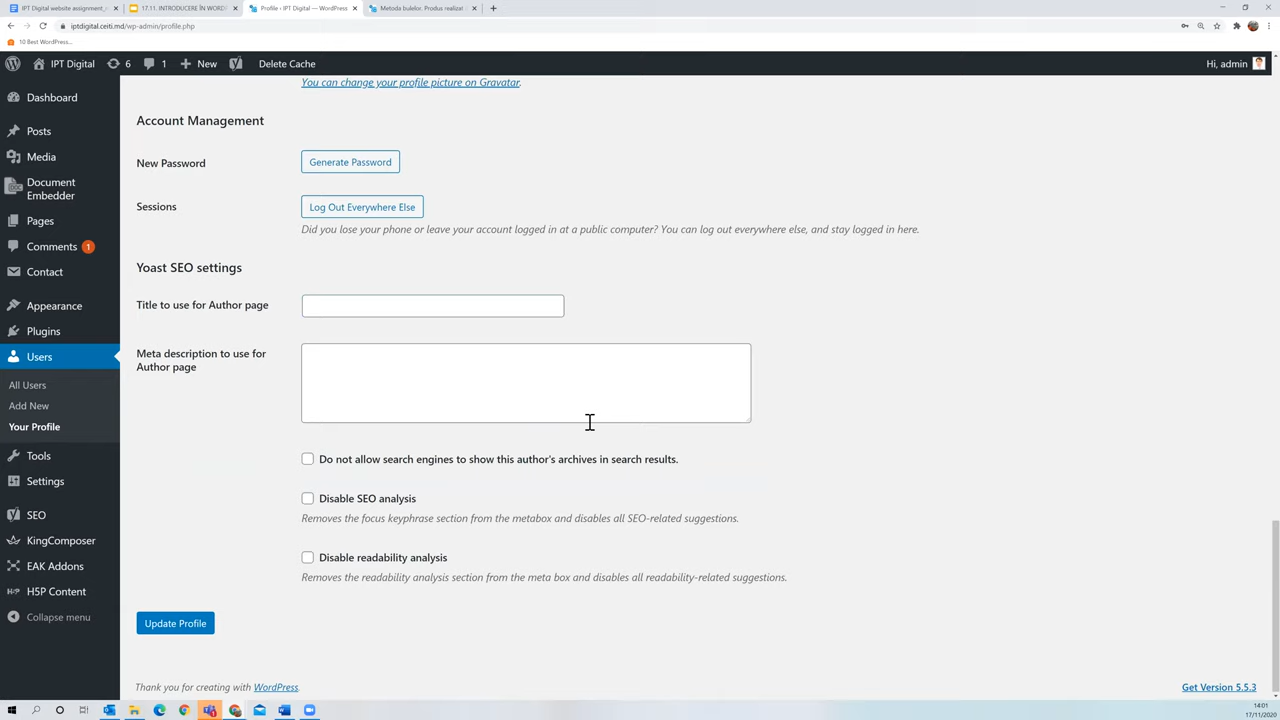 IPT Digital website assignment_
17.11. INTRODUCERE ÎN WORDP
Profile ‹ IPT Digital — WordPress
Metoda bulelor. Produs realizat
iptdigital.ceiti.md/wp-admin/profile.php
10 Best WordPress...
IPT Digital
6
1
New
Delete Cache
Hi, admin
Dashboard
Posts
Media
Document
Embedder
Pages
Comments 1
Contact
Appearance
Plugins
Users
All Users
Add New
Your Profile
Tools
Settings
SEO
KingComposer
EAK Addons
H5P Content
Collapse menu
You can change your profile picture on Gravatar.
Account Management
New Password
Generate Password
Sessions
Log Out Everywhere Else
Did you lose your phone or leave your account logged in at a public computer? You can log out everywhere else, and stay logged in here.
Yoast SEO settings
Title to use for Author page
Meta description to use for
Author page
Do not allow search engines to show this author's archives in search results.
Disable SEO analysis
Removes the focus keyphrase section from the metabox and disables all SEO-related suggestions.
Disable readability analysis
Removes the readability analysis section from the meta box and disables all readability-related suggestions.
Update Profile
Thank you for creating with WordPress.
Get Version 5.5.3
14:01
17/11/2020